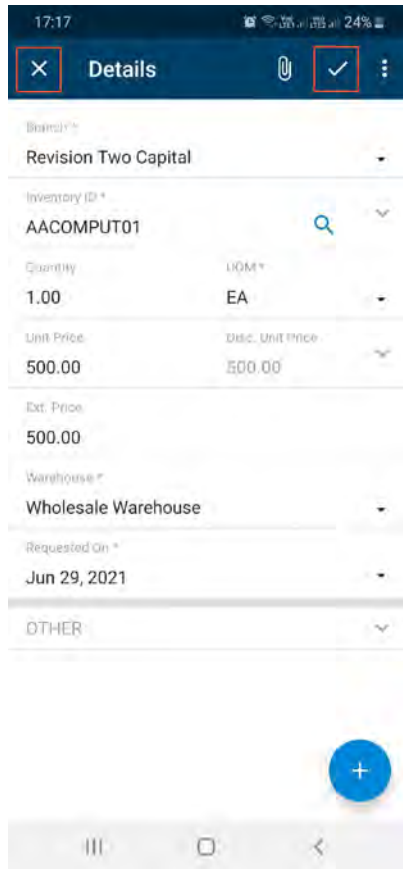 17:17
24%
Details
Branch *
Revision Two Capital
Inventory ID *
AACOMPUT01
Quantity UOM *
1.00 EA
Unit Price Disc. Unit Price
500.00 500.00
Ext. Price
500.00
Warehouse *
Wholesale Warehouse
Requested On *
Jun 29, 2021
OTHER